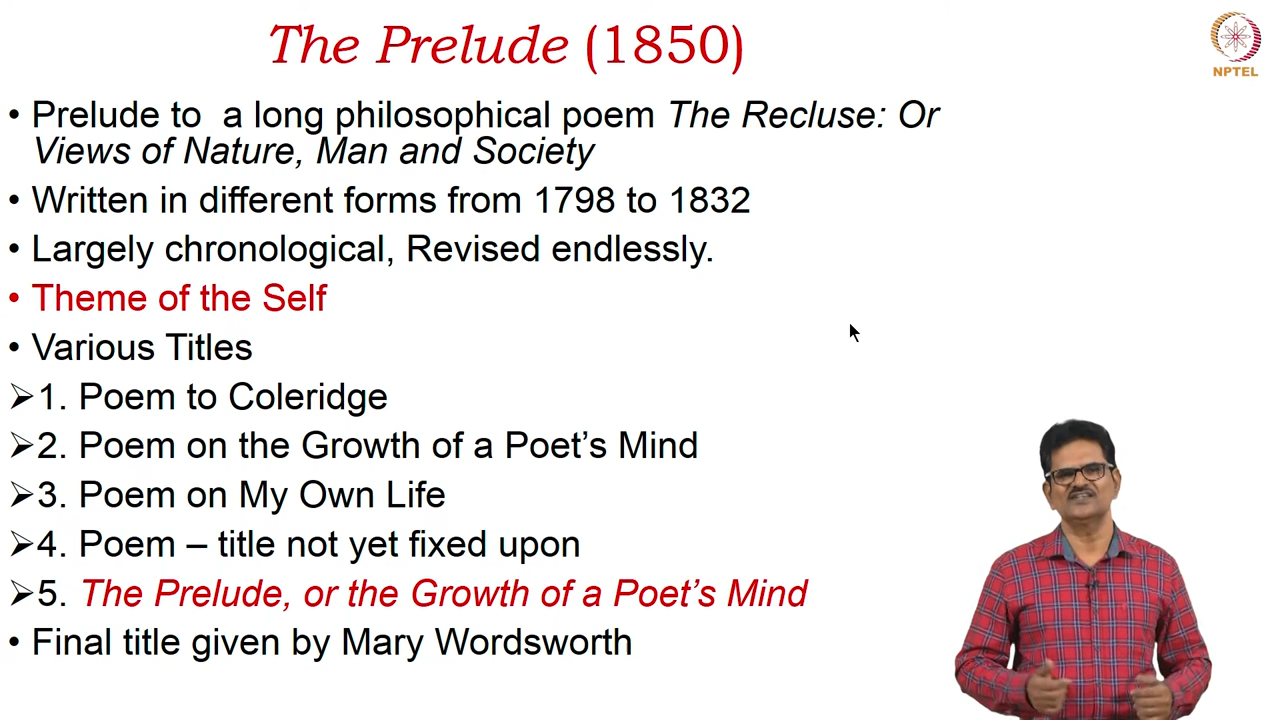 The Prelude (1850)
NPTEL
• Prelude to a long philosophical poem The Recluse: Or
Views of Nature, Man and Society
• Written in different forms from 1798 to 1832
• Largely chronological, Revised endlessly.
• Theme of the Self
• Various Titles
➢1. Poem to Coleridge
➢2. Poem on the Growth of a Poet’s Mind
➢3. Poem on My Own Life
➢4. Poem – title not yet fixed upon
➢5. The Prelude, or the Growth of a Poet’s Mind
• Final title given by Mary Wordsworth